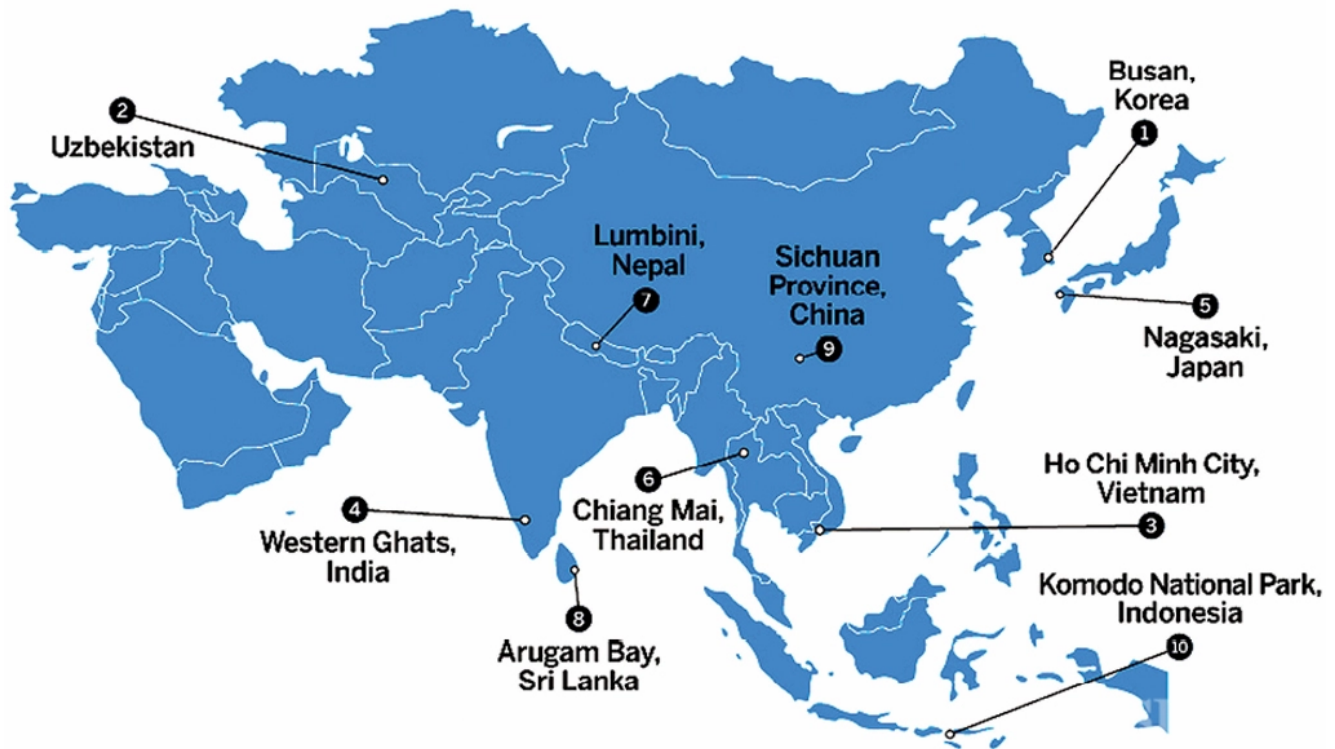 Busan,
Korea
1
2
Uzbekistan
Lumbini,
Nepal
7
Sichuan
Province,
China
9
5
Nagasaki,
Japan
Ho Chi Minh City,
Vietnam
3
6
Chiang Mai,
Thailand
4
Western Ghats,
India
8
Arugam Bay,
Sri Lanka
Komodo National Park,
Indonesia
10